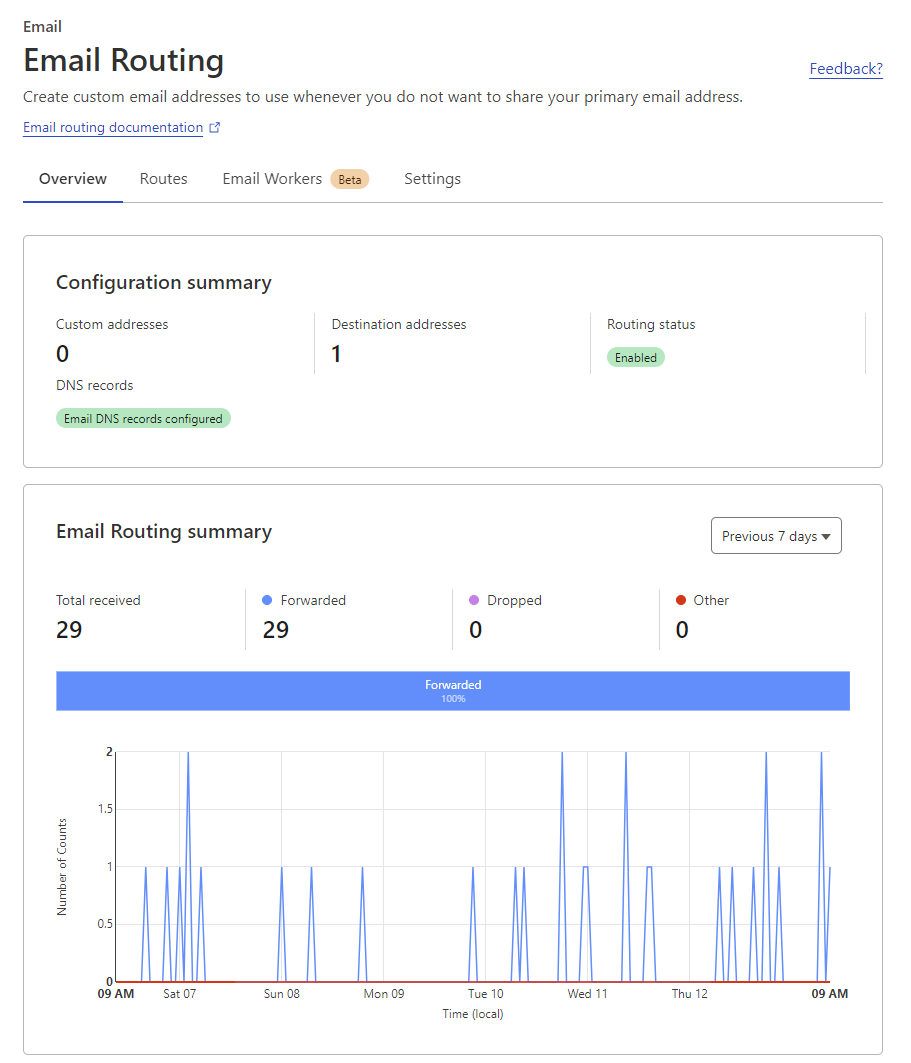 Email
Email Routing
Feedback?
Create custom email addresses to use whenever you do not want to share your primary email address.
Email routing documentation
Overview Routes Email Workers Beta Settings
Configuration summary
Custom addresses Destination addresses Routing status
0 1 Enabled
DNS records
Email DNS records configured
Email Routing summary Previous 7 days
Total received Forwarded Dropped Other
29 29 0 0
Forwarded
100%
2
1.5
1
0.5
0
Number of Counts
09 AM Sat 07 Sun 08 Mon 09 Tue 10 Wed 11 Thu 12 09 AM
Time (local)